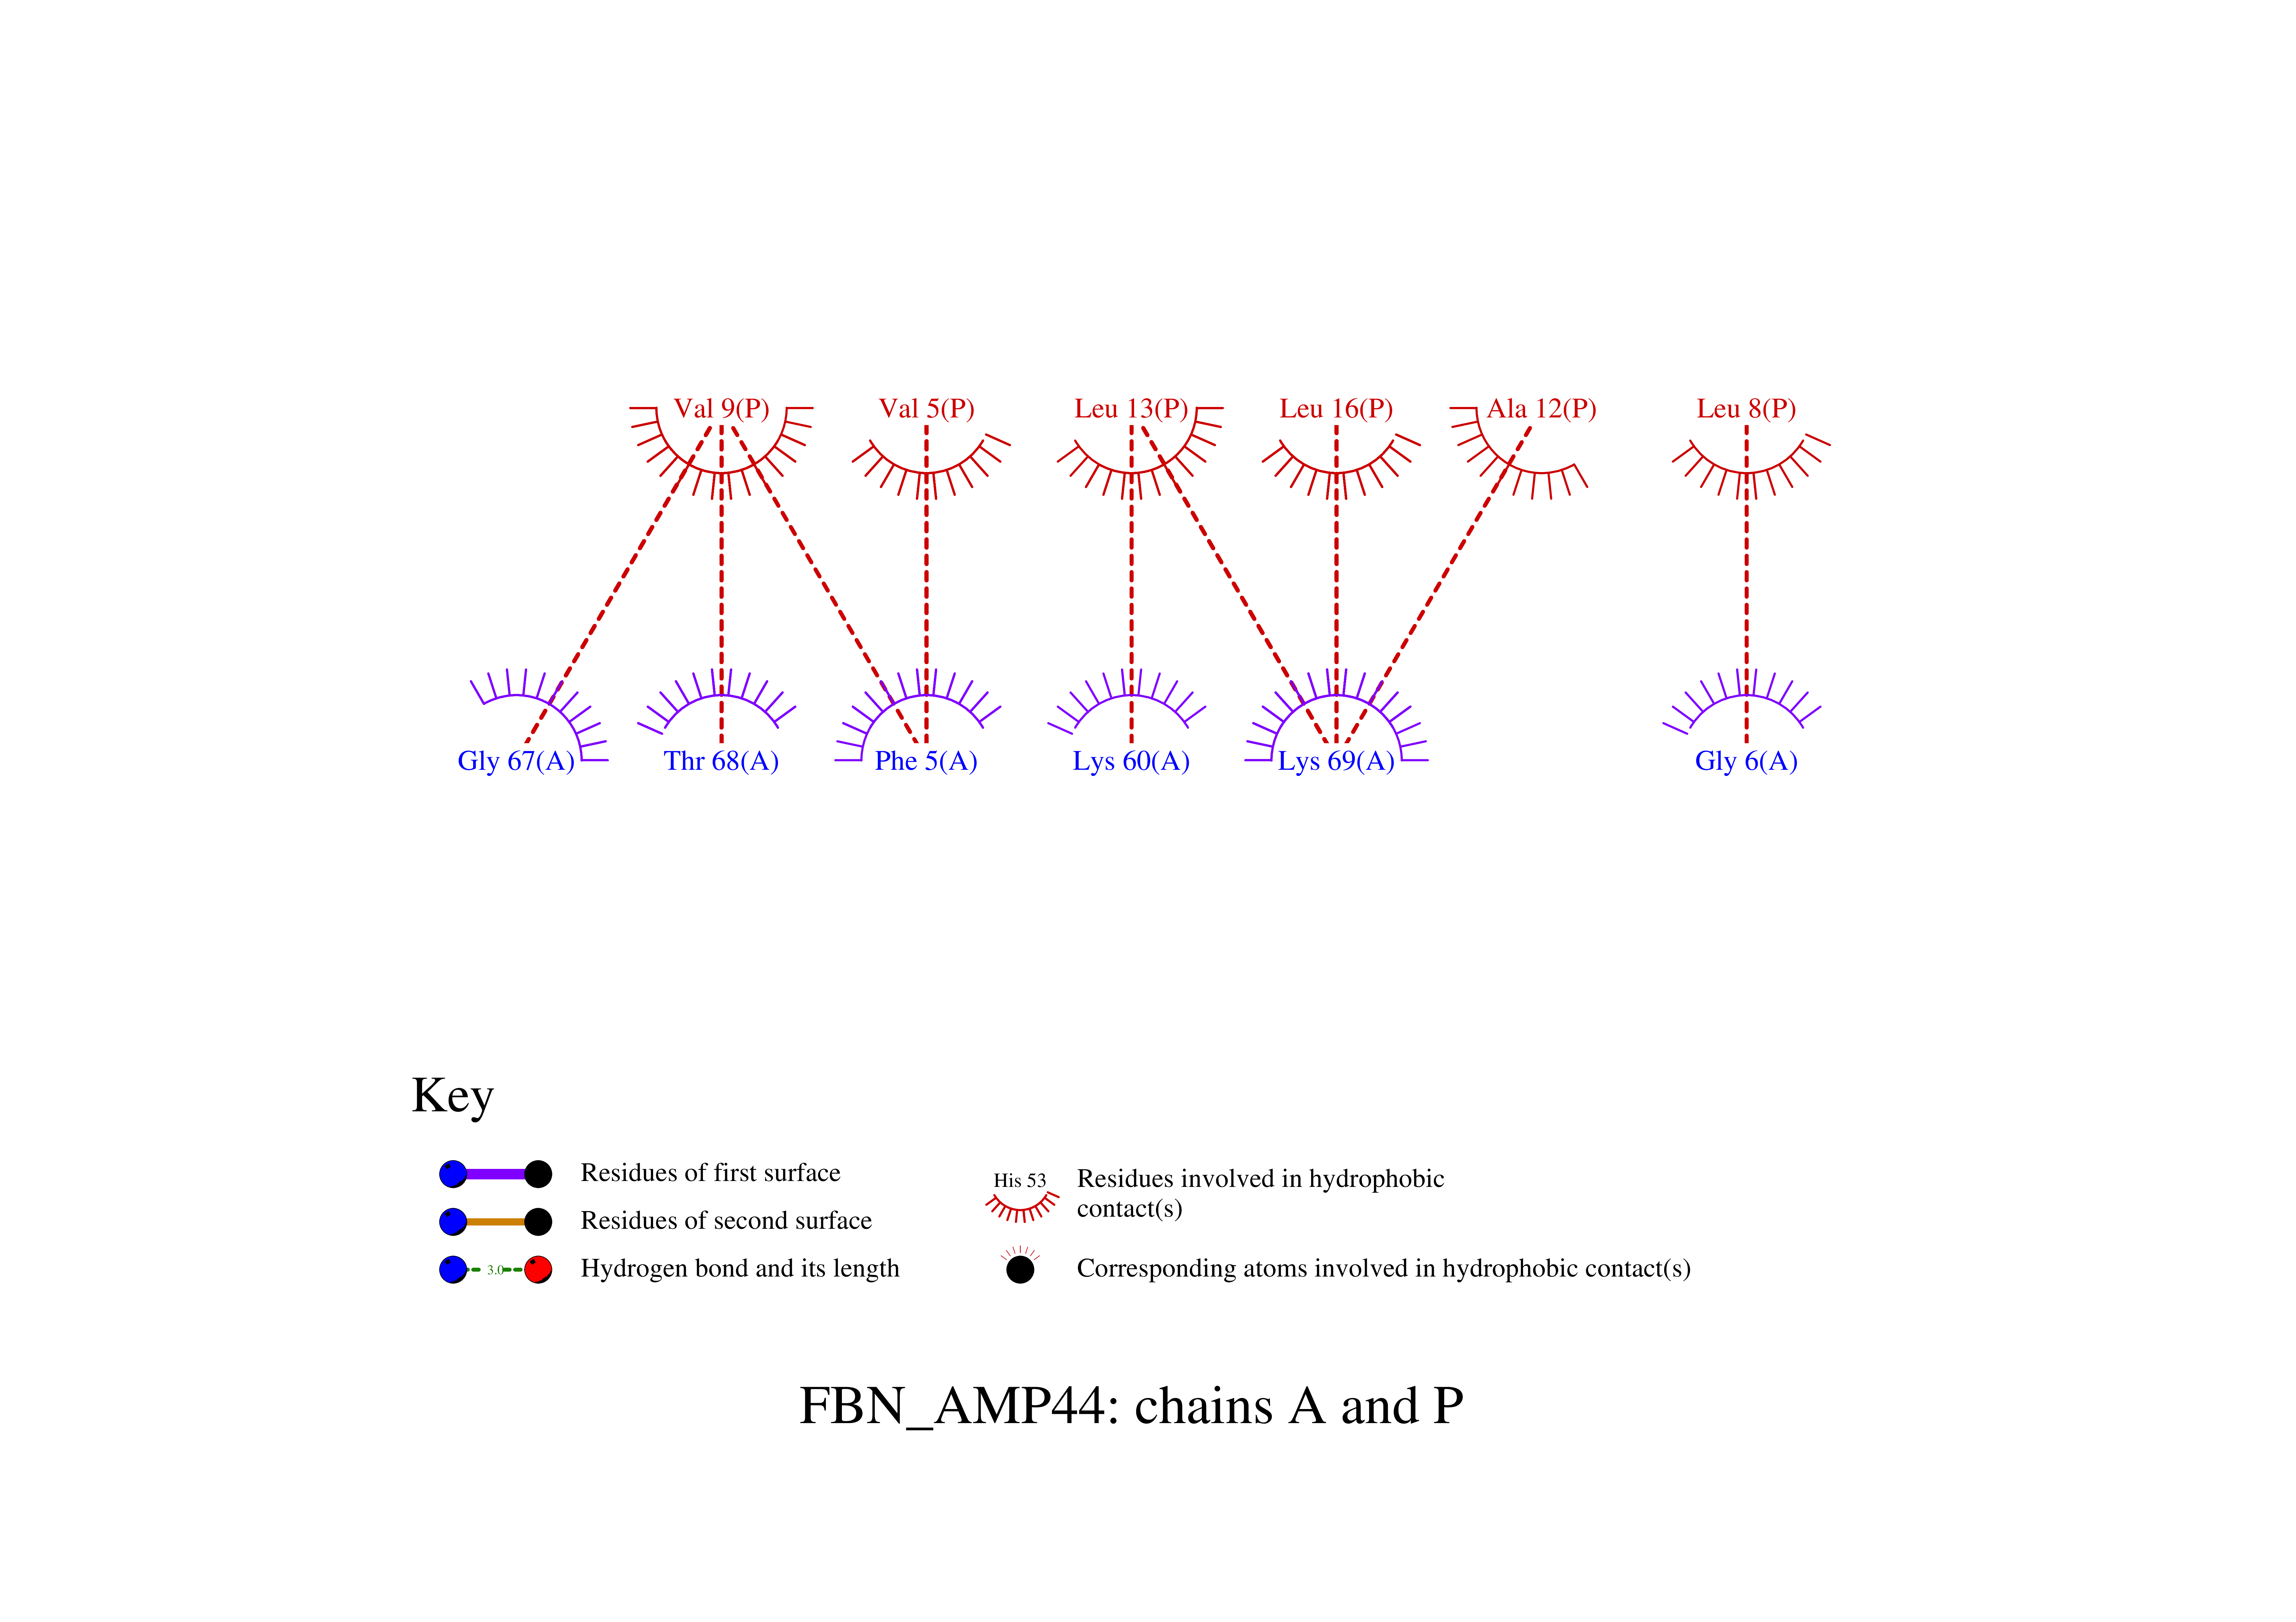 Val 9(P) Val 5(P) Leu 13(P) Leu 16(P) Ala 12(P) Leu 8(P)
Gly 67(A) Thr 68(A) Phe 5(A) Lys 60(A) Lys 69(A) Gly 6(A)
Key
Residues of first surface
Residues of second surface
3.0 Hydrogen bond and its length
His 53 Residues involved in hydrophobic
contact(s)
Corresponding atoms involved in hydrophobic contact(s)
FBN_AMP44: chains A and P